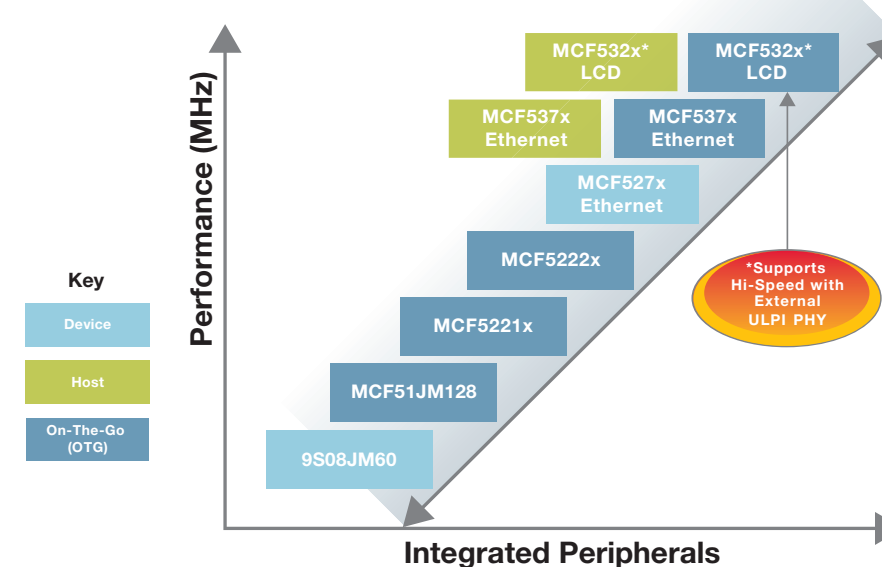 Performance (MHz)
MCF532x*
LCD
MCF532x*
LCD
MCF537x
Ethernet
MCF537x
Ethernet
MCF527x
Ethernet
MCF5222x
*Supports
Hi-Speed with
External
ULPI PHY
Key
Device
Host
On-The-Go
(OTG)
MCF5221x
MCF51JM128
9S08JM60
Integrated Peripherals